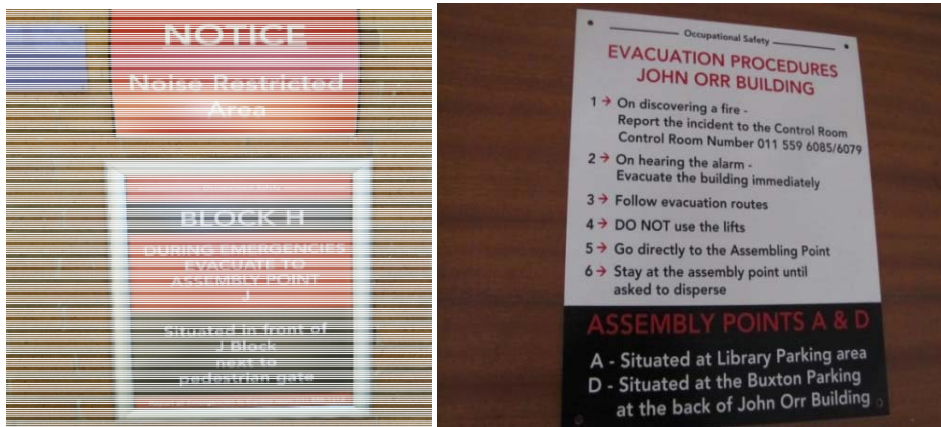 NOTICE
Noise Restricted
Area
BLOCK H
DURING EMERGENCIES
EVACUATE TO
ASSEMBLY POINT
J
Situated in front of
J Block
next to
pedestrian gate
Occupational Safety
EVACUATION PROCEDURES
JOHN ORR BUILDING
1 → On discovering a fire -
Report the incident to the Control Room
Control Room Number 011 559 6085/6079
2 → On hearing the alarm -
Evacuate the building immediately
3 → Follow evacuation routes
4 → DO NOT use the lifts
5 → Go directly to the Assembling Point
6 → Stay at the assembly point until
asked to disperse
ASSEMBLY POINTS A & D
A - Situated at Library Parking area
D - Situated at the Buxton Parking
at the back of John Orr Building